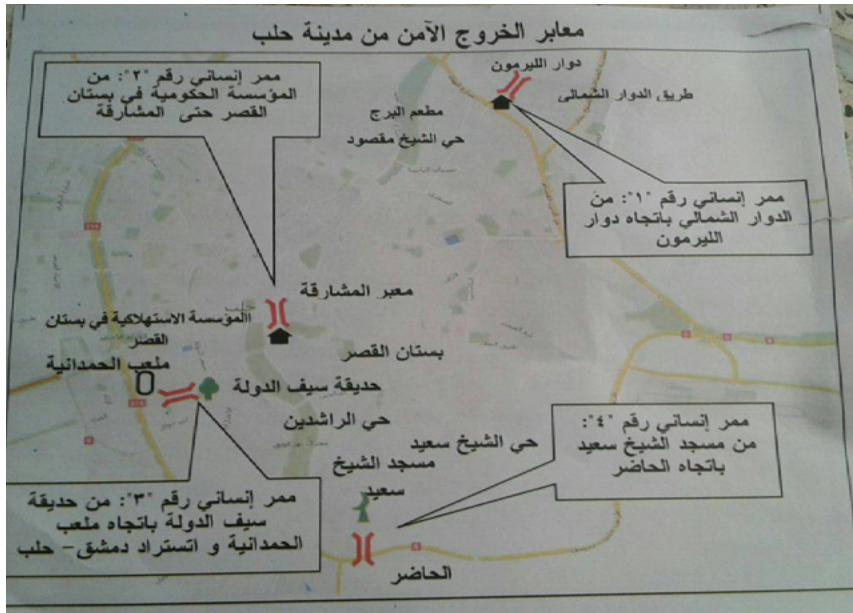 معابر الخروج الآمن من مدينة حلب
دوار الليرمون
طريق الدوار الشمالي
ممر إنساني رقم "٢": من
المؤسسة الحكومية في بستان
القصر حتى المشارقة
مطعم البرج
حي الشيخ مقصود
ممر إنساني رقم "١": من
الدوار الشمالي باتجاه دوار
الليرمون
معبر المشارقة
حلب
المؤسسة الاستهلاكية في بستان
القصر
بستان القصر
ملعب الحمدانية
حديقة سيف الدولة
حي الراشدين
حي الشيخ سعيد
مسجد الشيخ
سعيد
ممر إنساني رقم "٤":
من مسجد الشيخ سعيد
باتجاه الحاضر
ممر إنساني رقم "٣": من حديقة
سيف الدولة باتجاه ملعب
الحمدانية و اتستراد دمشق- حلب
الحاضر